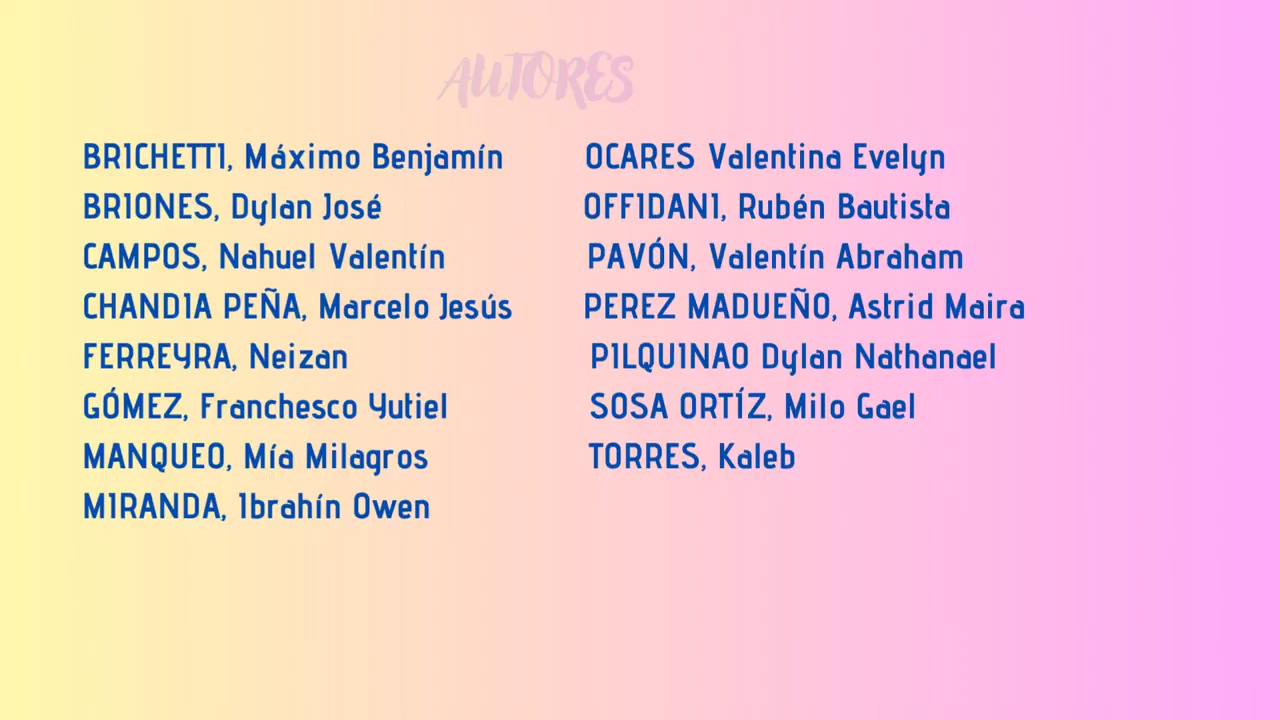 AUTORES
BRICHETTI, Máximo Benjamín
BRIONES, Dylan José
CAMPOS, Nahuel Valentín
CHANDIA PEÑA, Marcelo Jesús
FERREYRA, Neizan
GÓMEZ, Franchesco Yutiel
MANQUEO, Mía Milagros
MIRANDA, Ibrahín Owen
OCARES Valentina Evelyn
OFFIDANI, Rubén Bautista
PAVÓN, Valentín Abraham
PEREZ MADUEÑO, Astrid Maira
PILQUINAO Dylan Nathanael
SOSA ORTÍZ, Milo Gael
TORRES, Kaleb